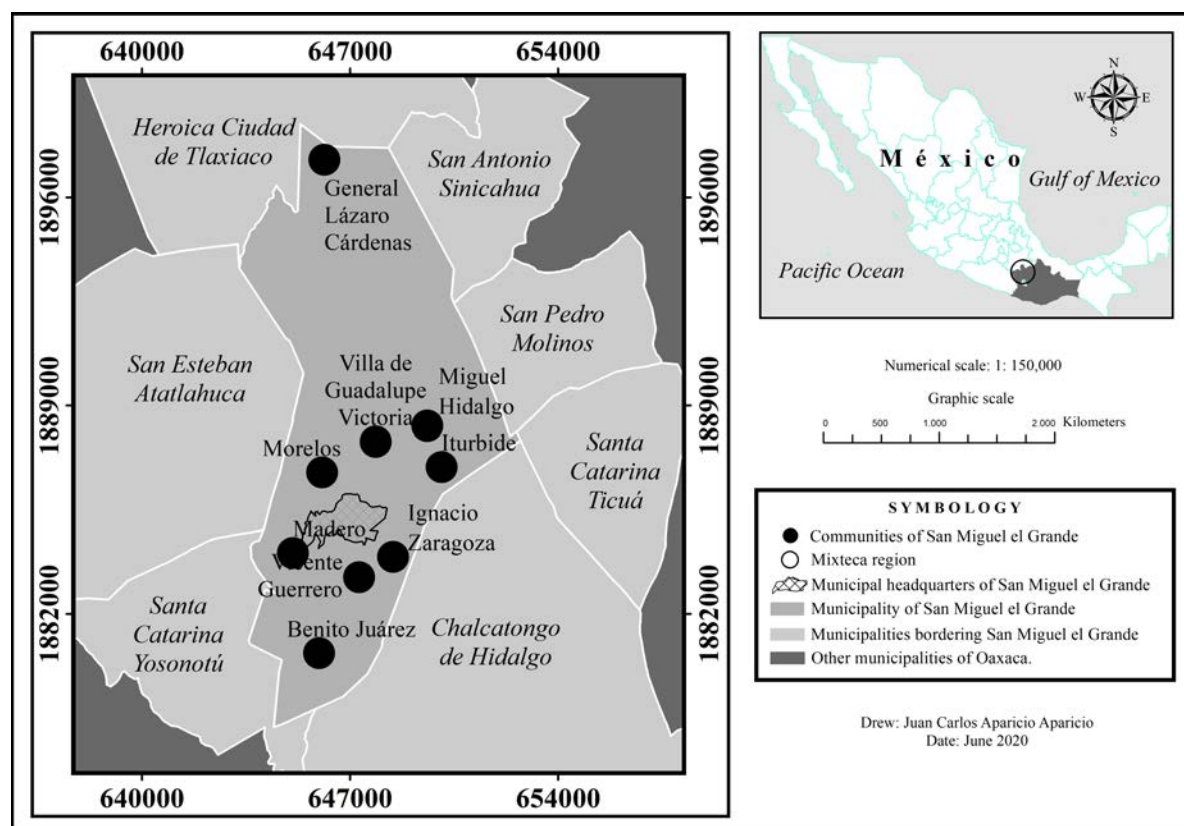 640000 647000 654000
1896000
1889000
1882000
Heroica Ciudad
de Tlaxiaco
San Antonio
Sinicahua
General
Lázaro
Cárdenas
San Pedro
Molinos
San Esteban
Atatlahuca
Villa de
Guadalupe
Victoria
Miguel
Hidalgo
Iturbide
Morelos
Santa
Catarina
Ticuá
Madero
Ignacio
Zaragoza
Vicente
Guerrero
Santa
Catarina
Yosonotú
Benito Juárez
Chalcatongo
de Hidalgo
1896000
1889000
1882000
640000 647000 654000
N
W E
S
México
Gulf of Mexico
Pacific Ocean
Numerical scale: 1: 150,000
Graphic scale
0 500 1.000 2.000 Kilometers
SYMBOLOGY
Communities of San Miguel el Grande
Mixteca region
Municipal headquarters of San Miguel el Grande
Municipality of San Miguel el Grande
Municipalities bordering San Miguel el Grande
Other municipalities of Oaxaca.
Drew: Juan Carlos Aparicio Aparicio
Date: June 2020